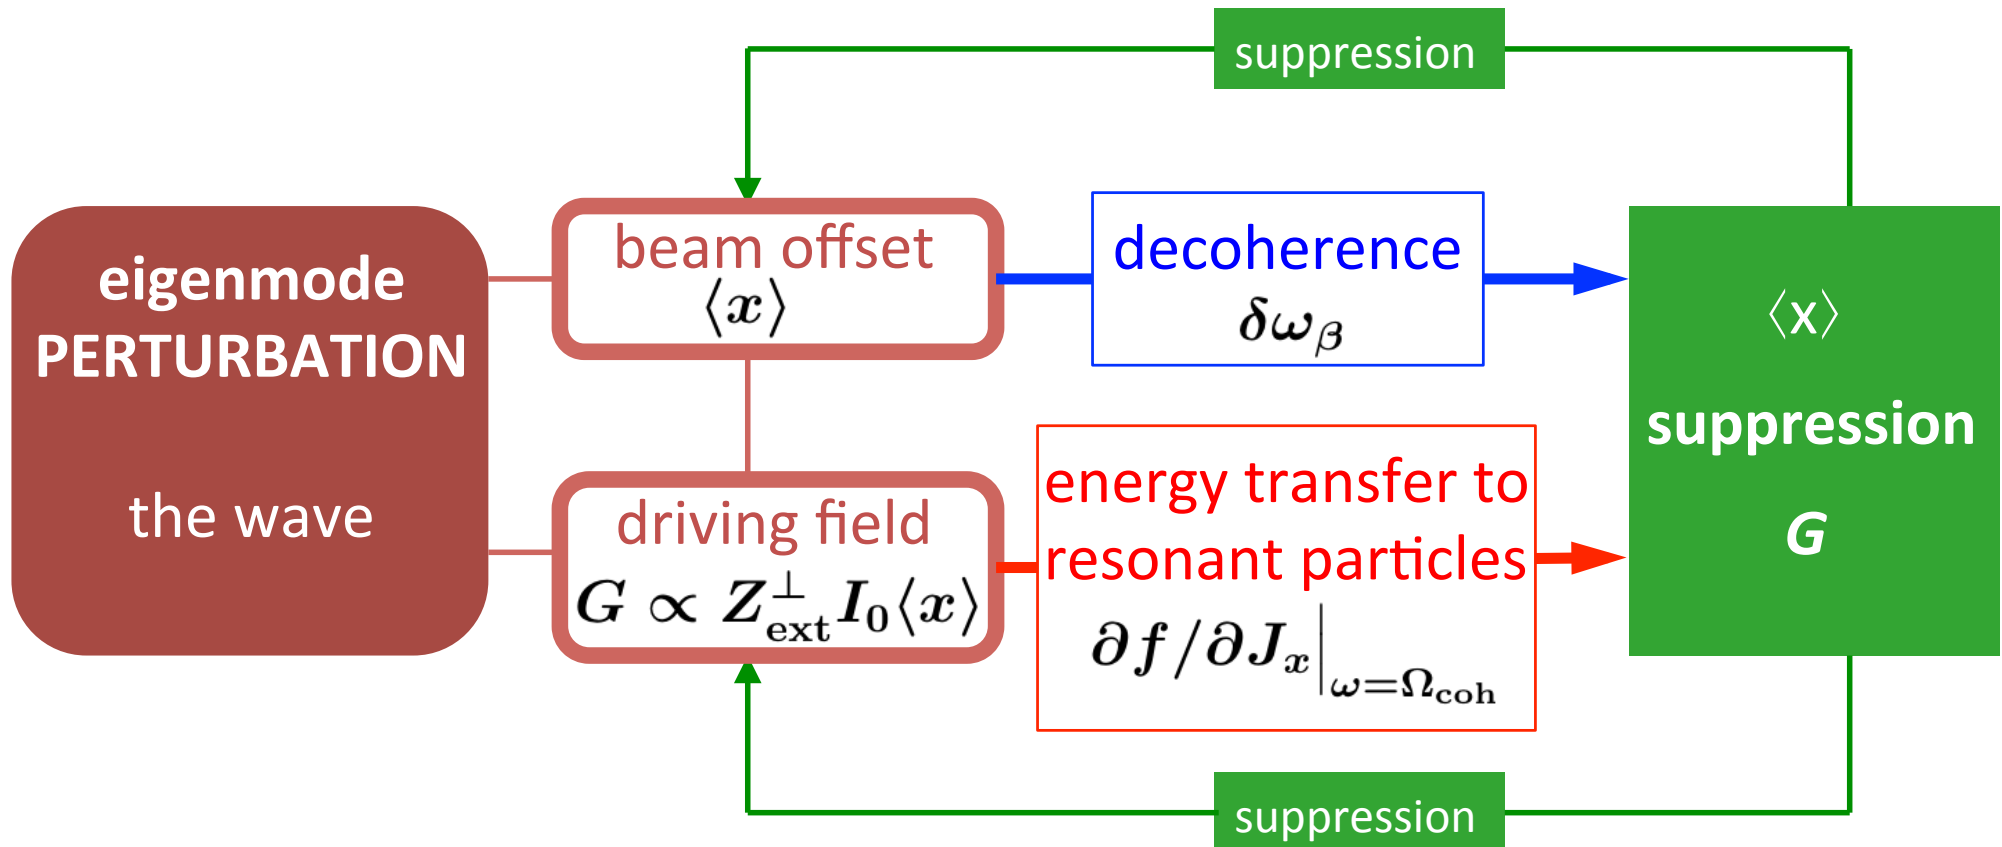 suppression
eigenmode
PERTURBATION
the wave
beam offset
⟨x⟩
decoherence
δω_β
driving field
G ∝ Z_ext^⊥ I_0⟨x⟩
energy transfer to
resonant particles
∂f/∂J_x|_ω=Ω_coh
⟨x⟩
suppression
G
suppression